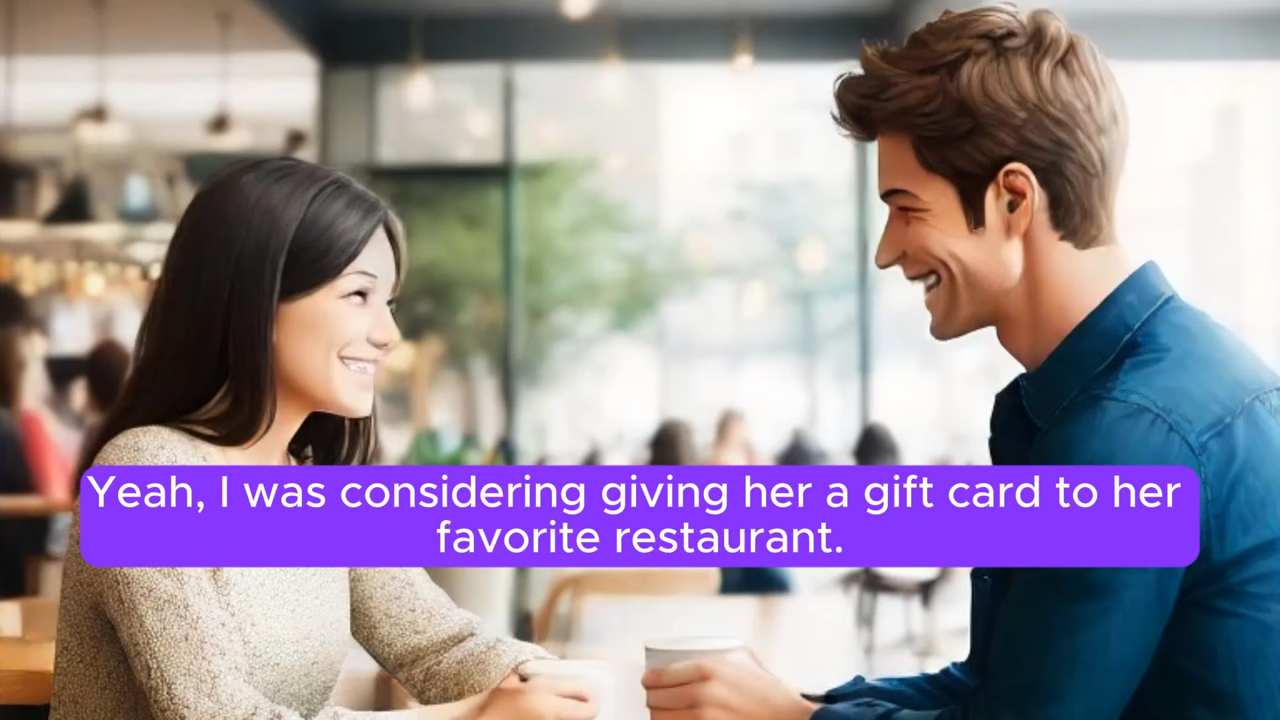 Yeah, I was considering giving her a gift card to her
favorite restaurant.